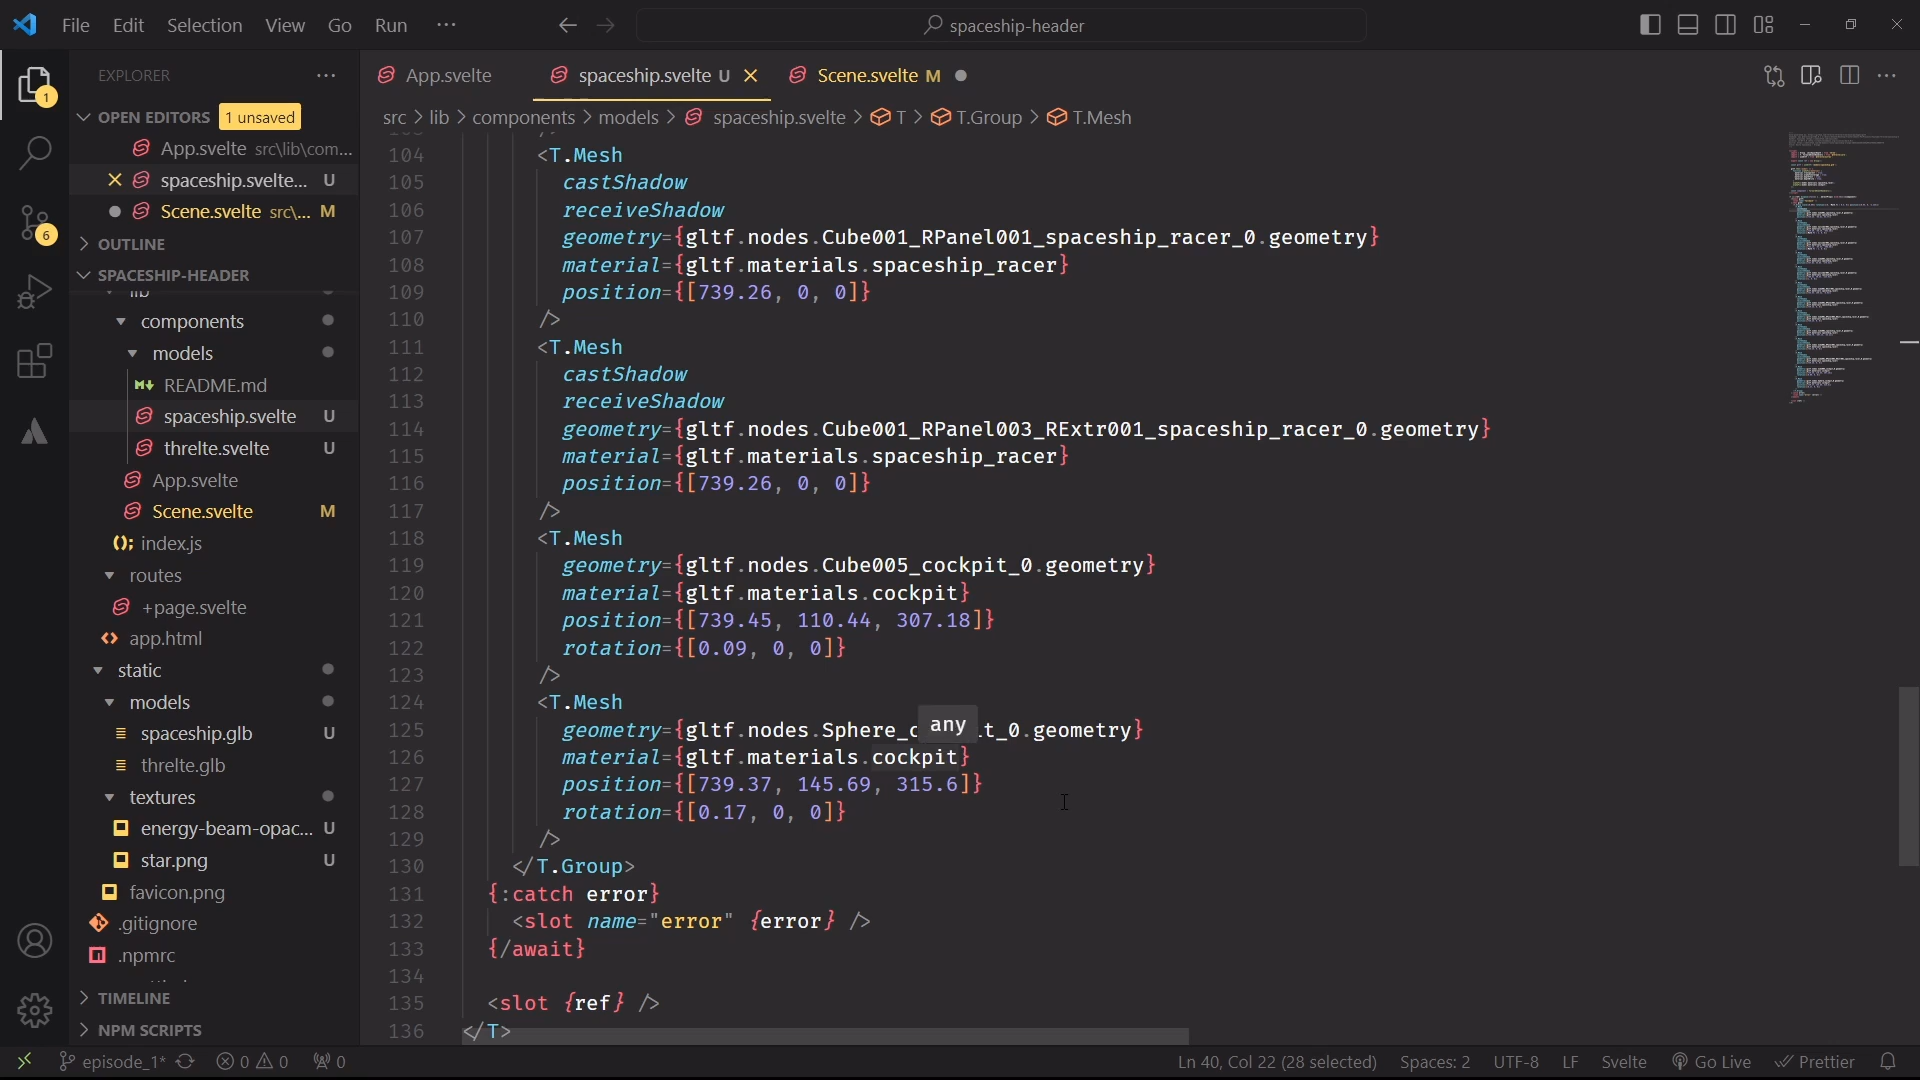 File Edit Selection View Go Run ···
spaceship-header
EXPLORER ···
OPEN EDITORS 1 unsaved
App.svelte src\lib\com...
spaceship.svelte... U
Scene.svelte src\... M
OUTLINE
SPACESHIP-HEADER
lib
components
models
README.md
spaceship.svelte U
threlte.svelte U
App.svelte
Scene.svelte M
index.js
routes
+page.svelte
app.html
static
models
spaceship.glb U
threlte.glb
textures
energy-beam-opac... U
star.png U
favicon.png
.gitignore
.npmrc
TIMELINE
NPM SCRIPTS
1
6
App.svelte spaceship.svelte U Scene.svelte M
src > lib > components > models > spaceship.svelte > T > T.Group > T.Mesh
104 <T.Mesh
105 castShadow
106 receiveShadow
107 geometry={gltf.nodes.Cube001_RPanel001_spaceship_racer_0.geometry}
108 material={gltf.materials.spaceship_racer}
109 position={[739.26, 0, 0]}
110 />
111 <T.Mesh
112 castShadow
113 receiveShadow
114 geometry={gltf.nodes.Cube001_RPanel003_RExtr001_spaceship_racer_0.geometry}
115 material={gltf.materials.spaceship_racer}
116 position={[739.26, 0, 0]}
117 />
118 <T.Mesh
119 geometry={gltf.nodes.Cube005_cockpit_0.geometry}
120 material={gltf.materials.cockpit}
121 position={[739.45, 110.44, 307.18]}
122 rotation={[0.09, 0, 0]}
123 />
124 <T.Mesh
any
125 geometry={gltf.nodes.Sphere_c t_0.geometry}
126 material={gltf.materials.cockpit}
127 position={[739.37, 145.69, 315.6]}
128 rotation={[0.17, 0, 0]}
129 />
130 </T.Group>
131 {:catch error}
132 <slot name="error" {error} />
133 {/await}
134
135 <slot {ref} />
136 </T>
episode_1* 0 0 0 Ln 40, Col 22 (28 selected) Spaces: 2 UTF-8 LF Svelte Go Live Prettier